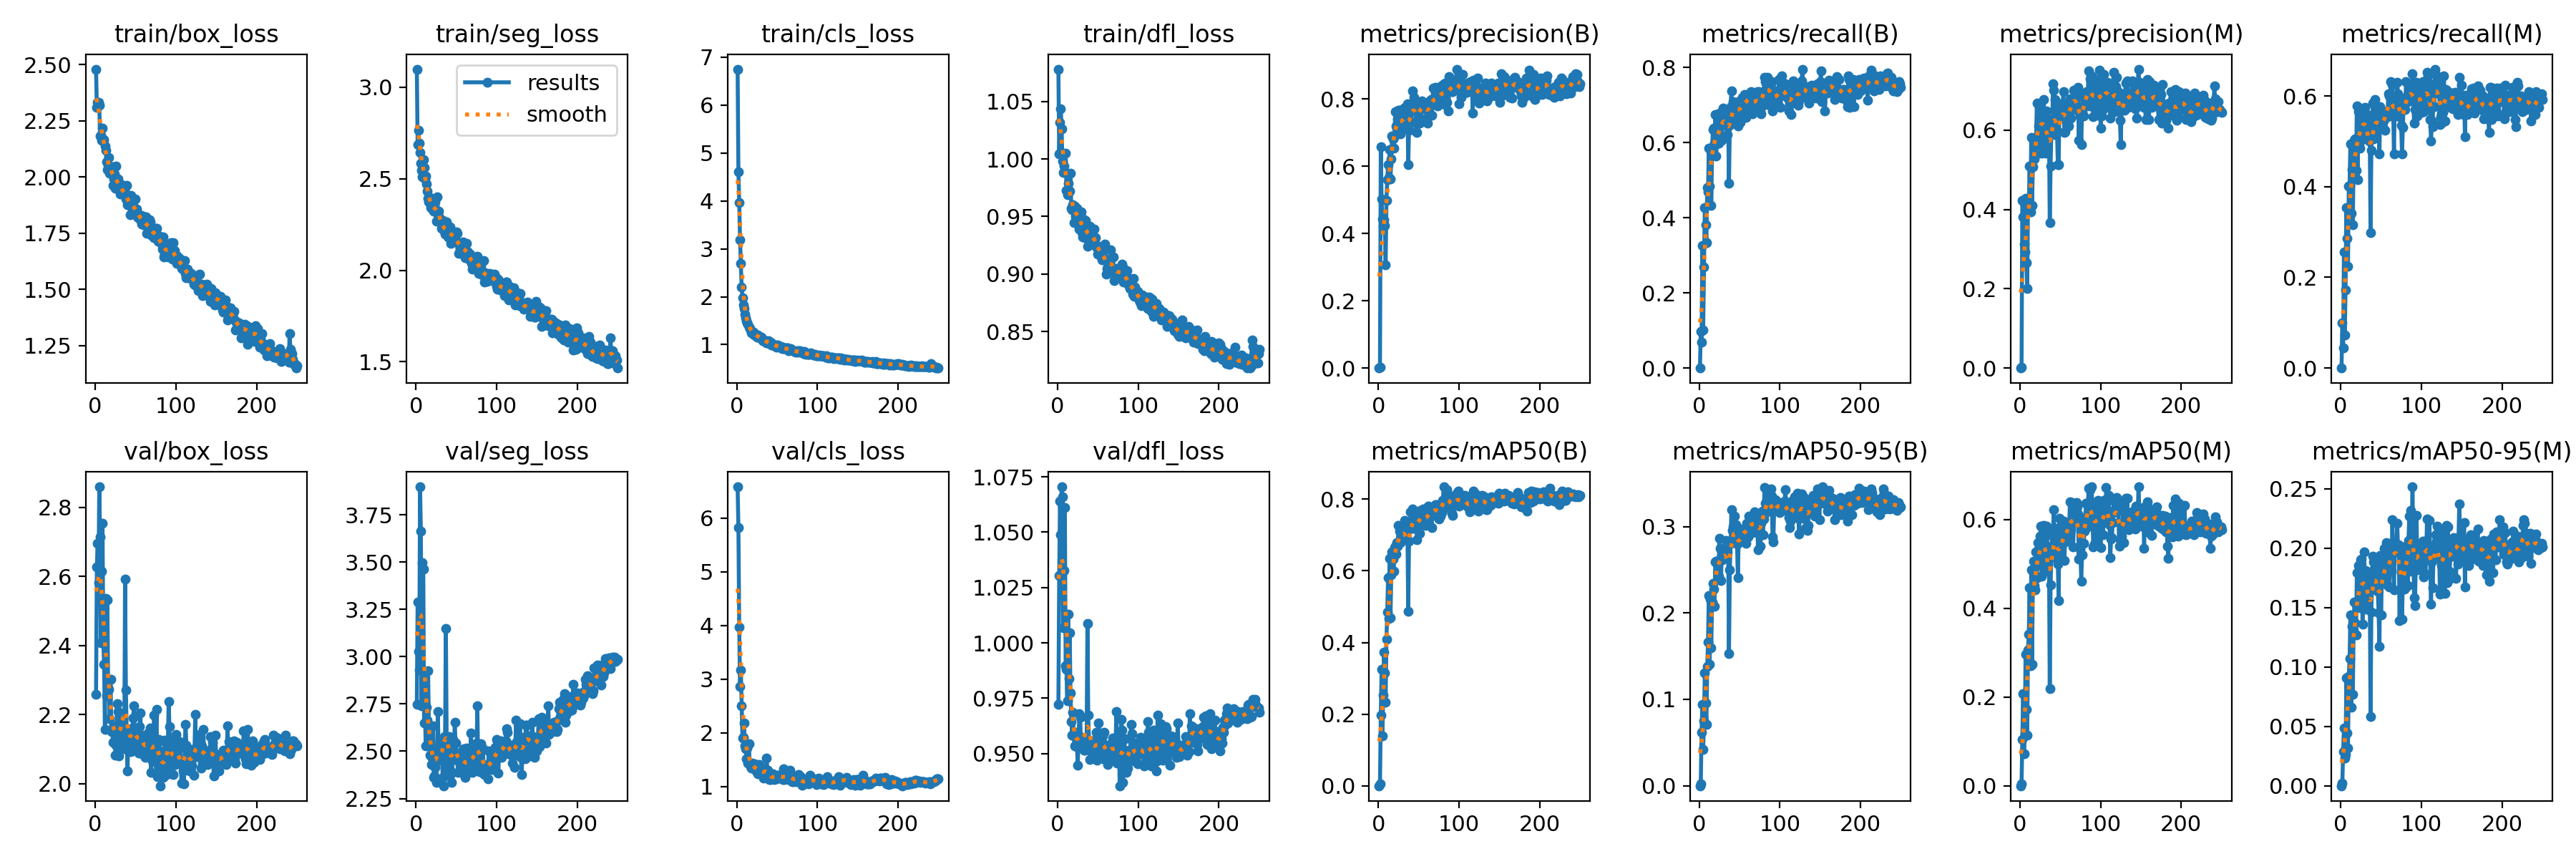 train/box_loss
train/seg_loss
train/cls_loss
train/dfl_loss
metrics/precision(B)
metrics/recall(B)
metrics/precision(M)
metrics/recall(M)
2.50
2.25
2.00
1.75
1.50
1.25
0 100 200
results
smooth
3.0
2.5
2.0
1.5
0 100 200
7
6
5
4
3
2
1
0 100 200
1.05
1.00
0.95
0.90
0.85
0 100 200
0.8
0.6
0.4
0.2
0.0
0 100 200
0.8
0.6
0.4
0.2
0.0
0 100 200
0.6
0.4
0.2
0.0
0 100 200
0.6
0.4
0.2
0.0
0 100 200
val/box_loss
val/seg_loss
val/cls_loss
val/dfl_loss
metrics/mAP50(B)
metrics/mAP50-95(B)
metrics/mAP50(M)
metrics/mAP50-95(M)
2.8
2.6
2.4
2.2
2.0
0 100 200
3.75
3.50
3.25
3.00
2.75
2.50
2.25
0 100 200
6
5
4
3
2
1
0 100 200
1.075
1.050
1.025
1.000
0.975
0.950
0 100 200
0.8
0.6
0.4
0.2
0.0
0 100 200
0.3
0.2
0.1
0.0
0 100 200
0.6
0.4
0.2
0.0
0 100 200
0.25
0.20
0.15
0.10
0.05
0.00
0 100 200